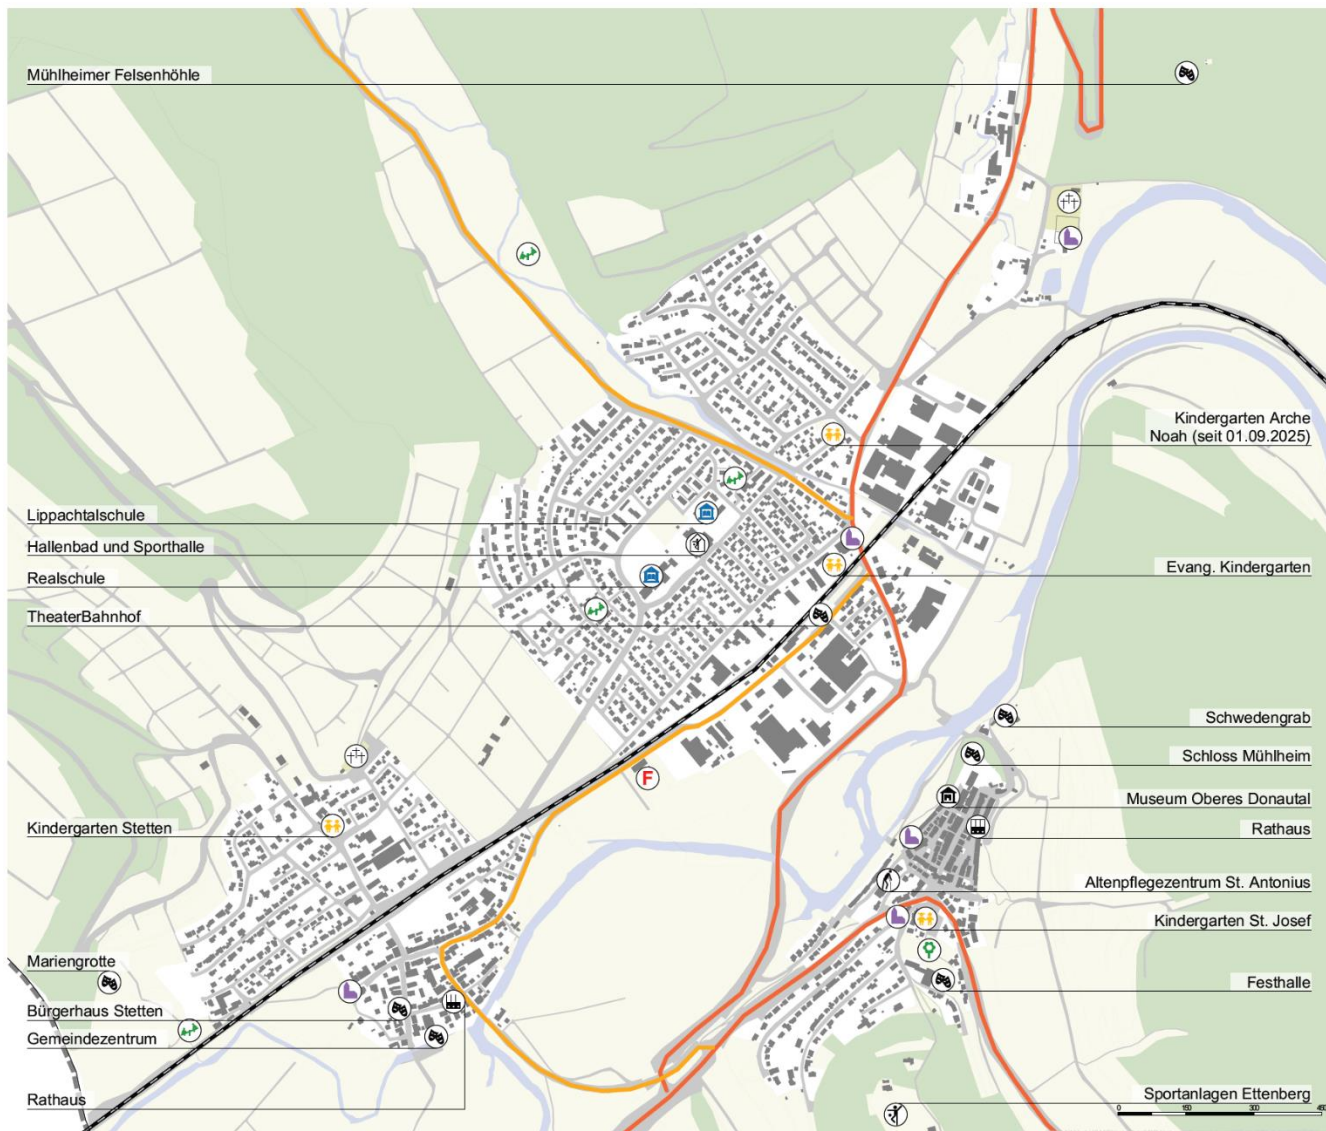 Mühlheimer Felsenhöhle
Kindergarten Arche
Noah (seit 01.09.2025)
Lippachtalschule
Hallenbad und Sporthalle
Realschule
Evang. Kindergarten
TheaterBahnhof
Schwedengrab
Schloss Mühlheim
F
Museum Oberes Donautal
Kindergarten Stetten
Rathaus
Altenpflegezentrum St. Antonius
Kindergarten St. Josef
Mariengrotte
Festhalle
Bürgerhaus Stetten
Gemeindezentrum
Rathaus
Sportanlagen Ettenberg
0 150 300 450